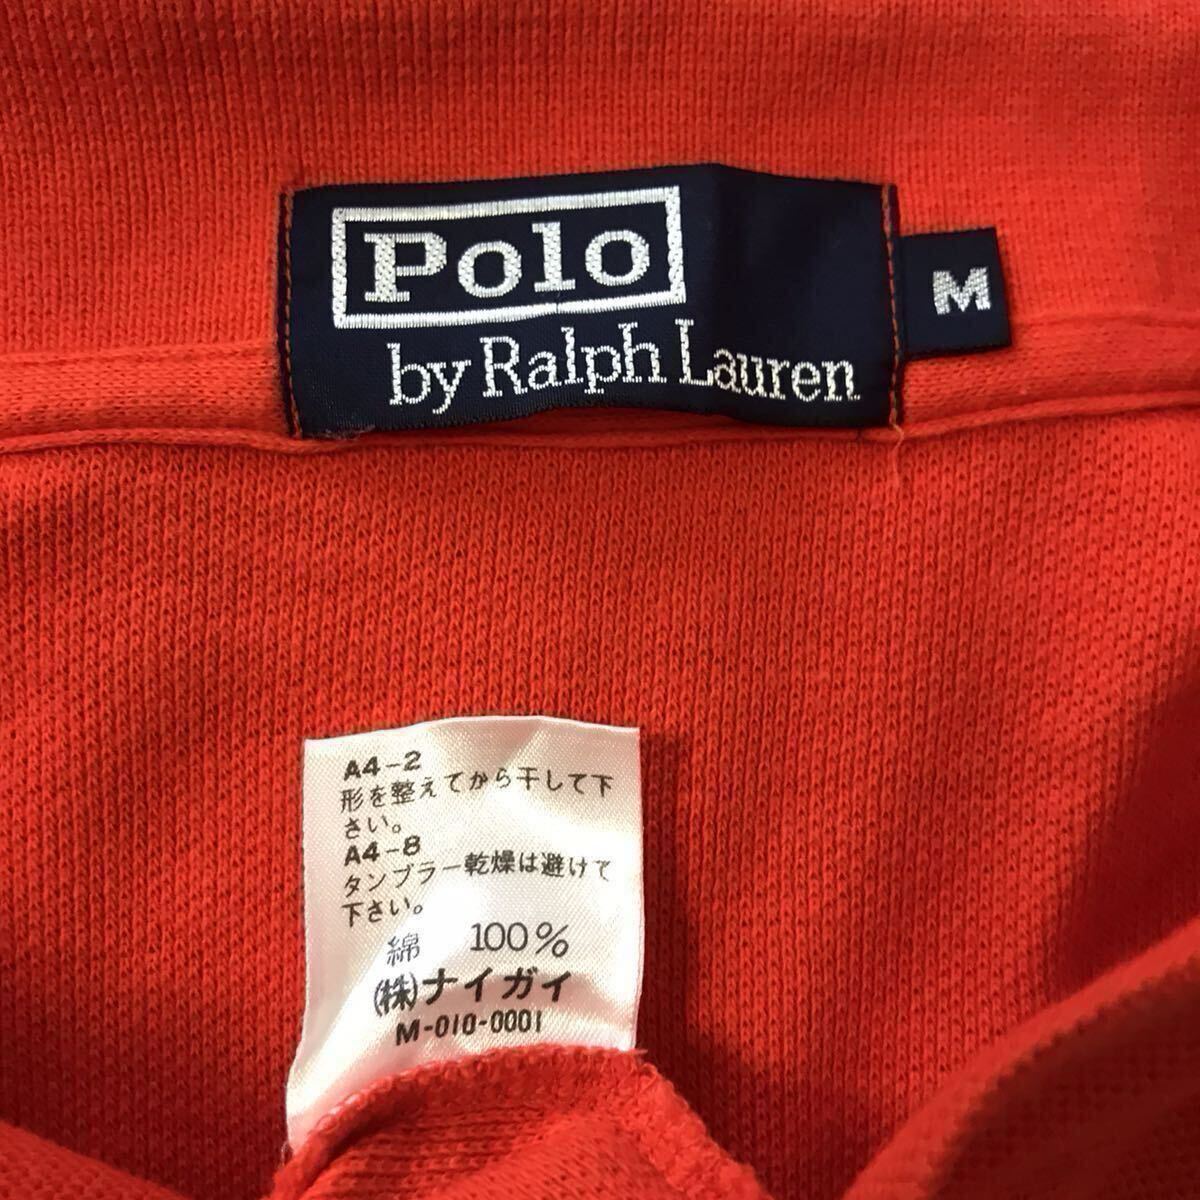 Polo
by Ralph Lauren
M
A4-2
形を整えてから干して下
さい。
A4-8
タンブラー乾燥は避けて
下さい。
綿 100%
(株)ナイガイ
M-010-0001